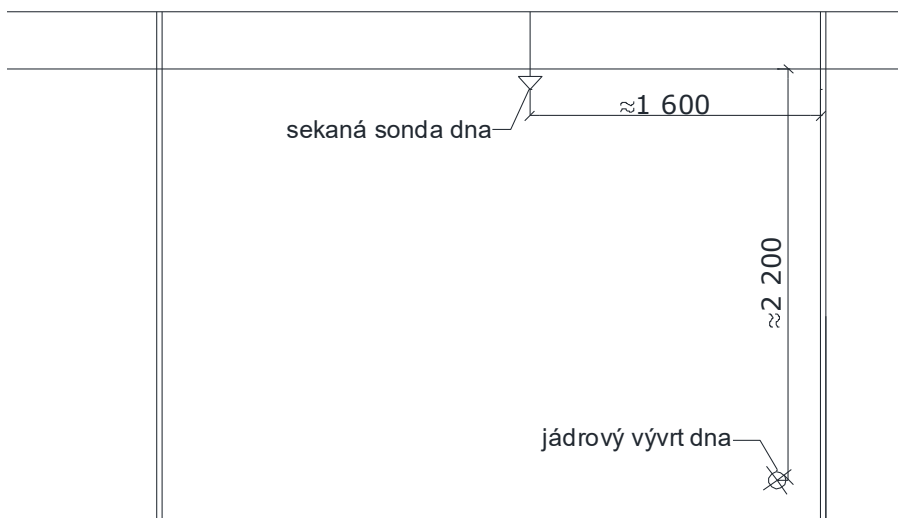 ≈1 600
sekaná sonda dna
≈2 200
jádrový vývrt dna